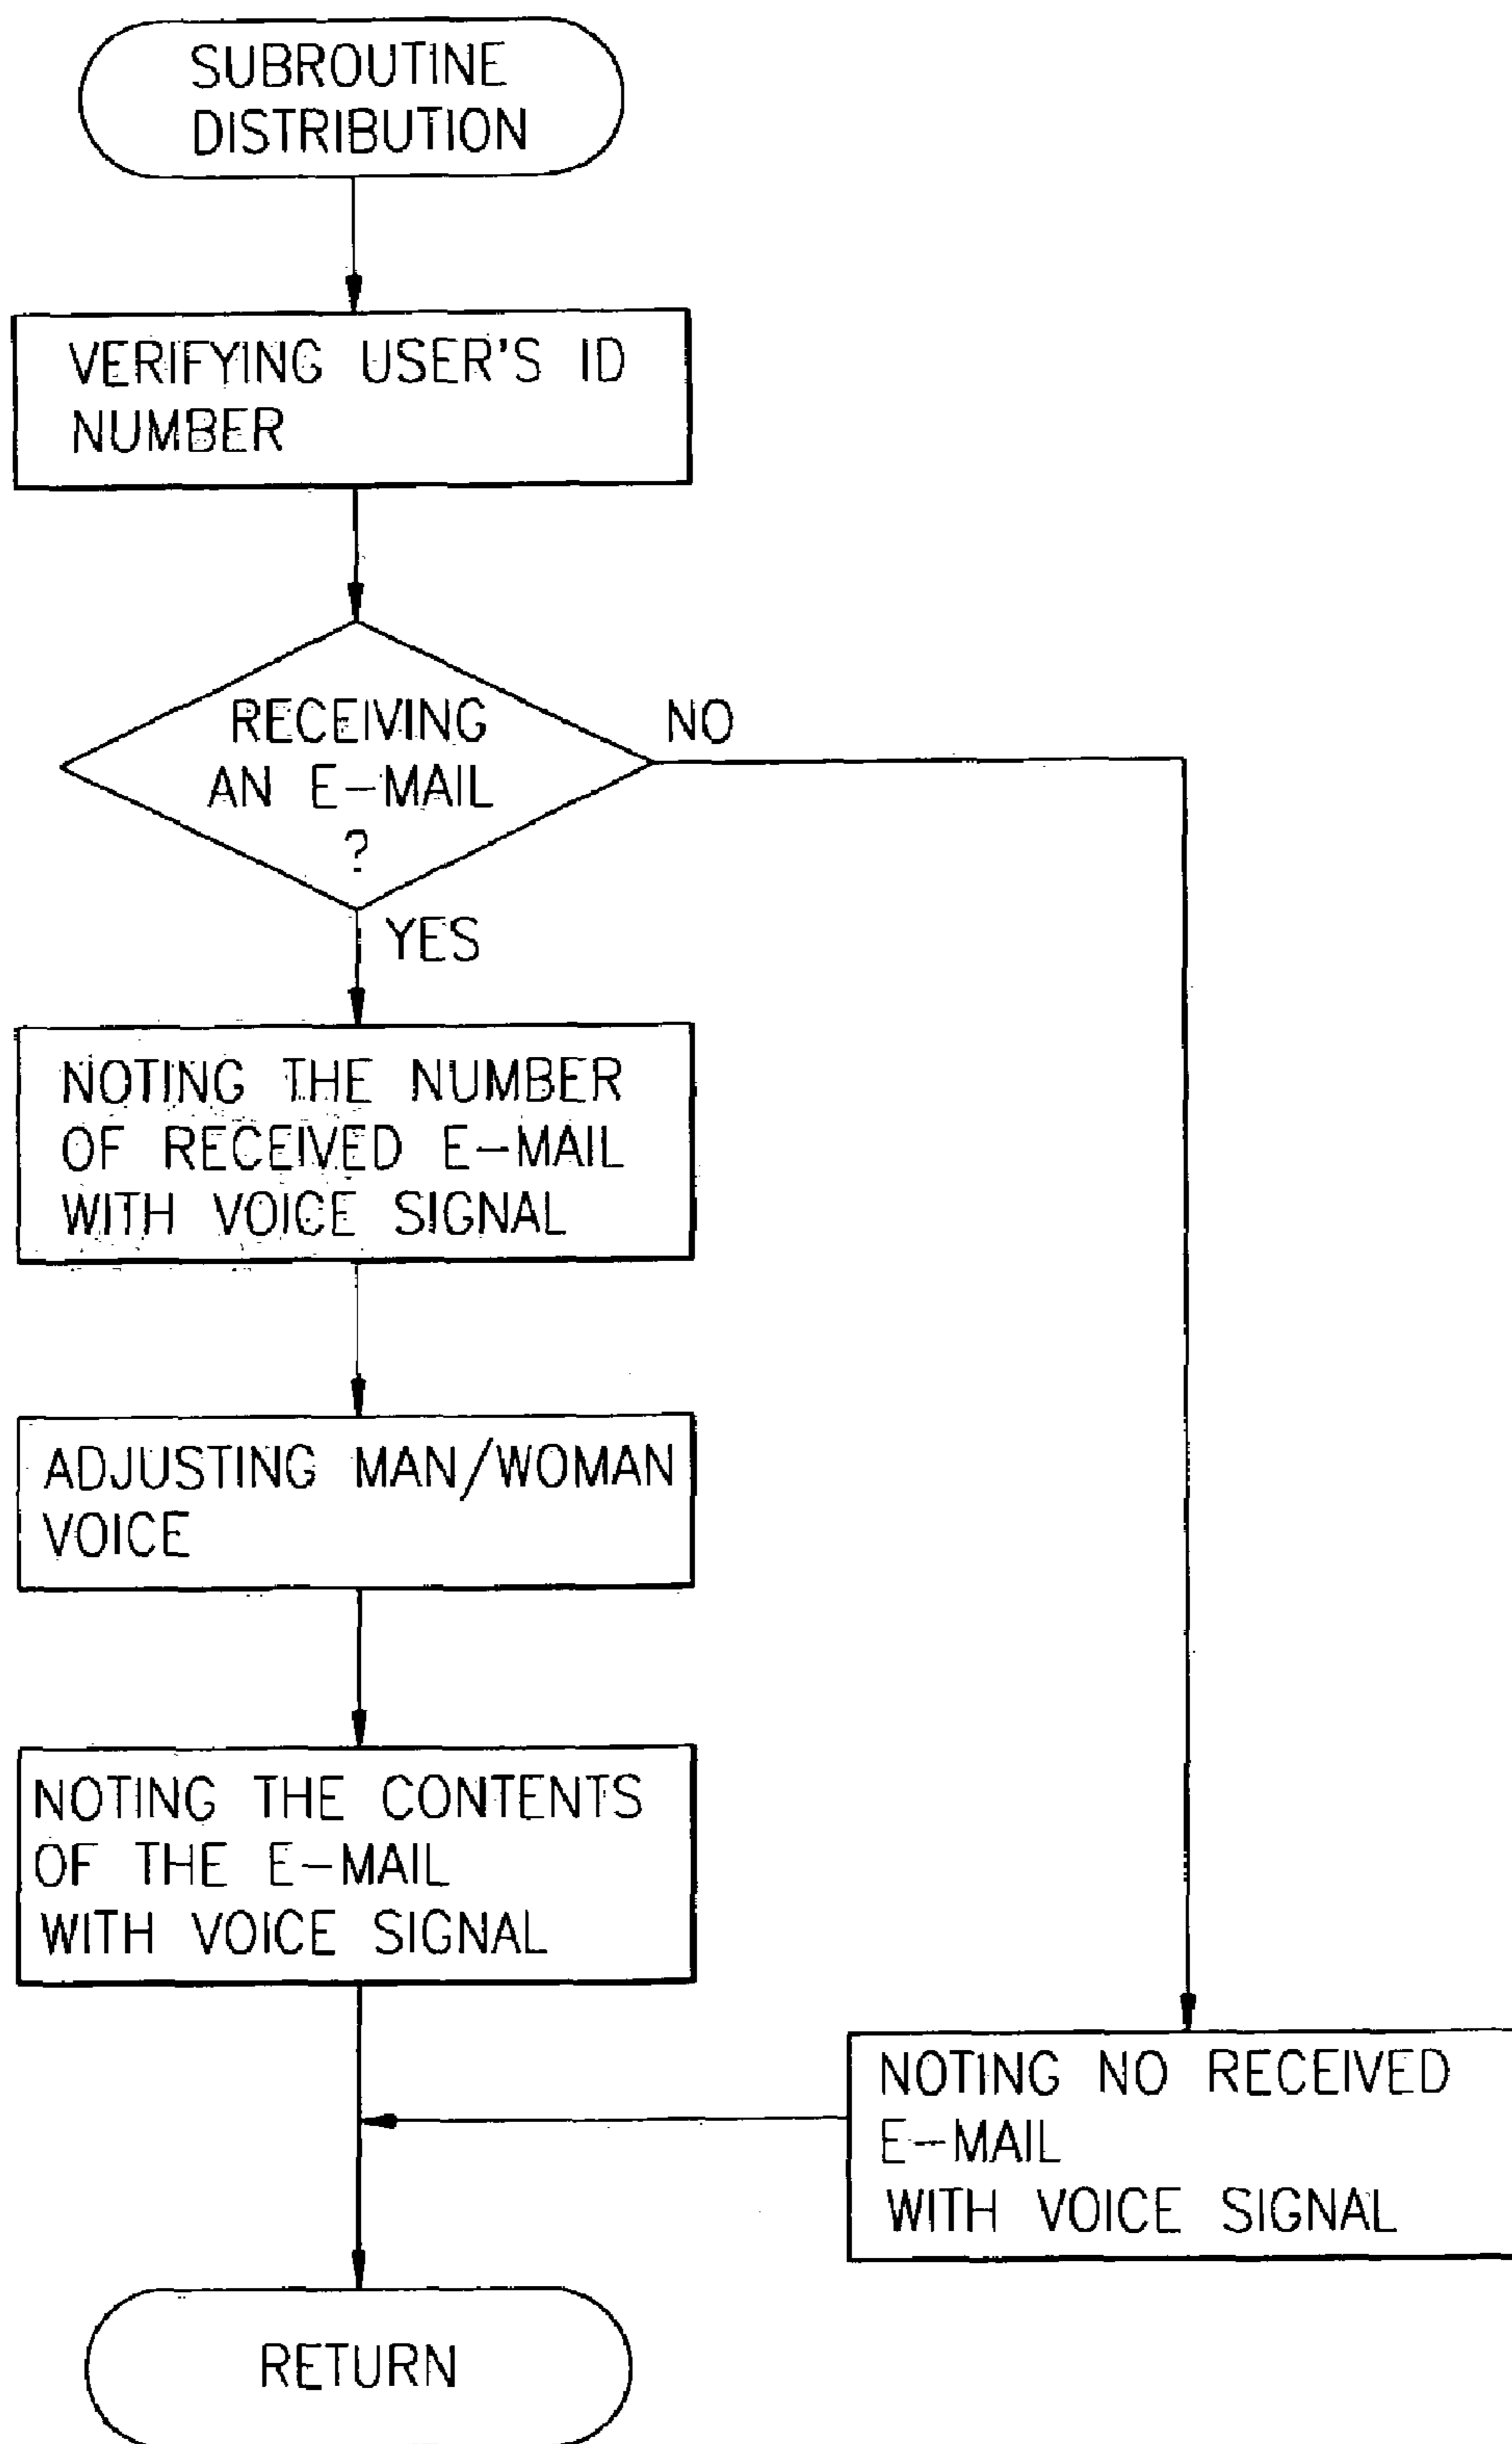 SUBROUTINE
DISTRIBUTION
VERIFYING USER'S ID
NUMBER
RECEIVING
AN E-MAIL
?
NO
YES
NOTING THE NUMBER
OF RECEIVED E-MAIL
WITH VOICE SIGNAL
ADJUSTING MAN/WOMAN
VOICE
NOTING THE CONTENTS
OF THE E-MAIL
WITH VOICE SIGNAL
NOTING NO RECEIVED
E-MAIL
WITH VOICE SIGNAL
RETURN